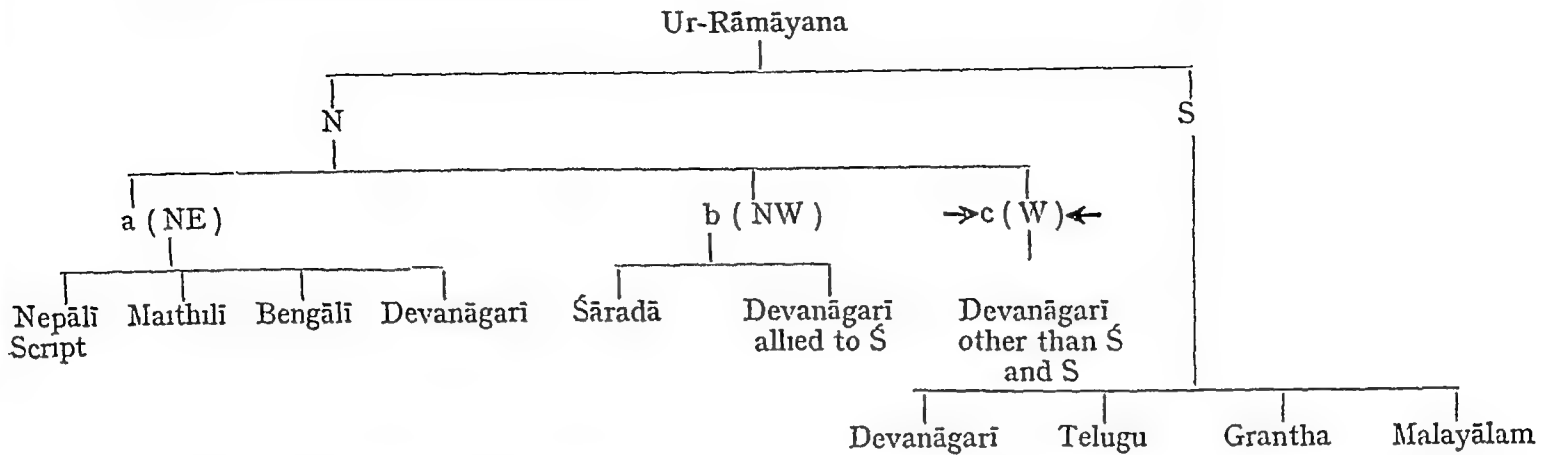 Ur-Rāmāyana
N S
a ( NE ) b ( NW ) →c ( W )←
Nepālī Maithilī Bengālī Devanāgarī Śāradā Devanāgarī Devanāgarī
Script allied to Ś other than Ś
and S
Devanāgarī Telugu Grantha Malayālam